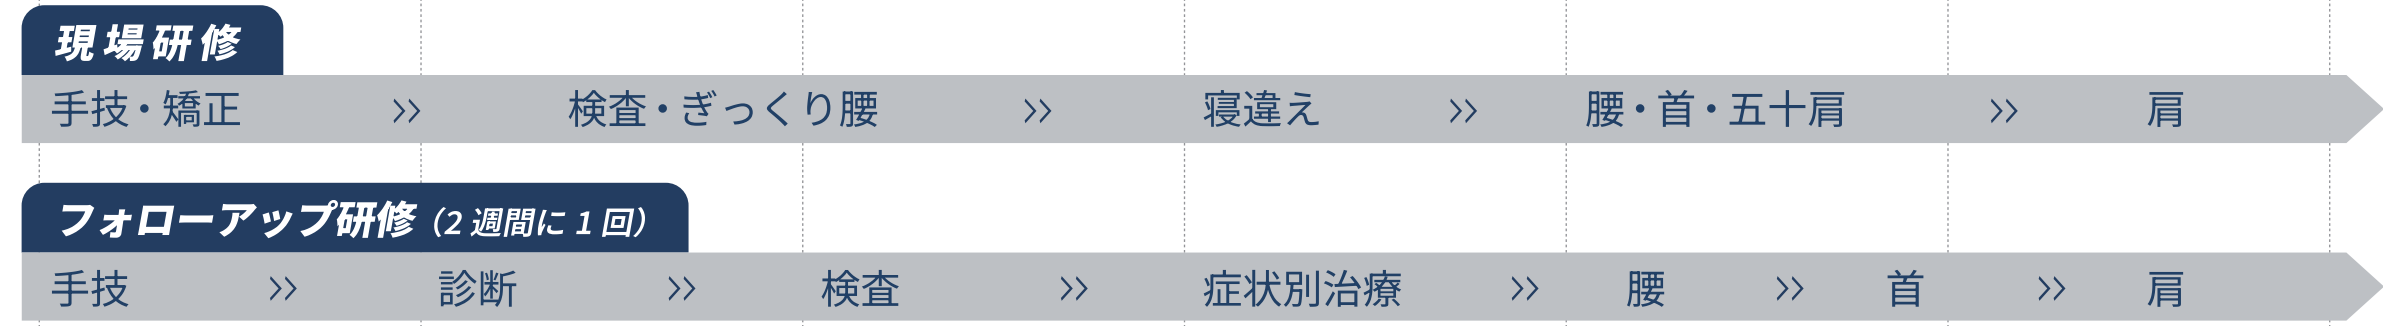 現場研修
手技・矯正 >> 検査・ぎっくり腰 >> 寝違え >> 腰・首・五十肩 >> 肩
フォローアップ研修（2 週間に 1 回）
手技 >> 診断 >> 検査 >> 症状別治療 >> 腰 >> 首 >> 肩